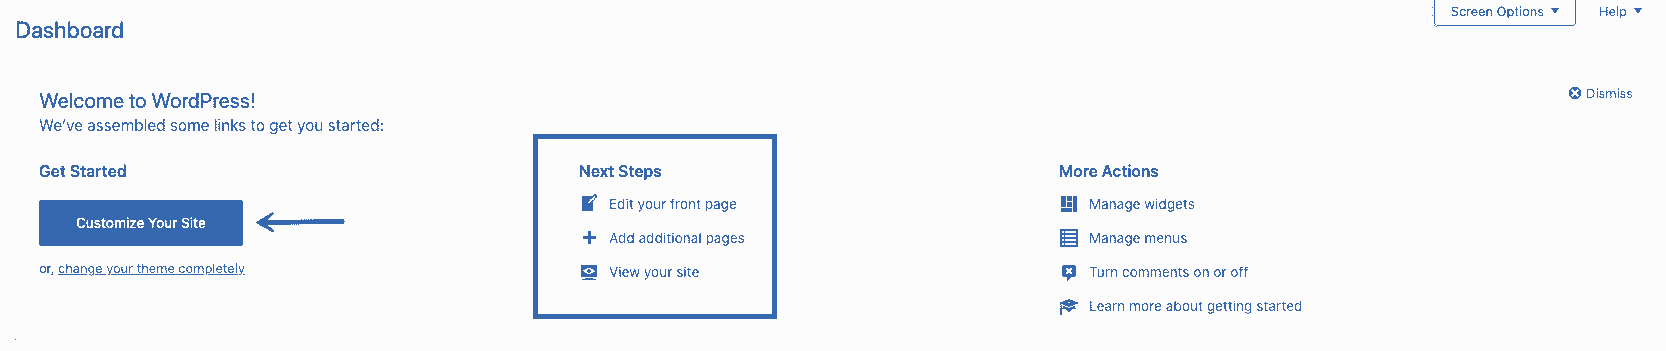 Dashboard
Screen Options
Help
Welcome to WordPress!
We've assembled some links to get you started:
Dismiss
Get Started
Customize Your Site
or, change your theme completely
Next Steps
Edit your front page
Add additional pages
View your site
More Actions
Manage widgets
Manage menus
Turn comments on or off
Learn more about getting started